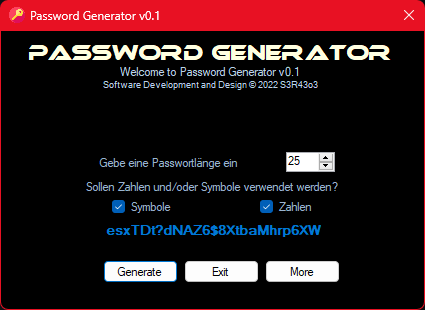 Password Generator v0.1
PASSWORD GENERATOR
Welcome to Password Generator v0.1
Software Development and Design © 2022 S3R43o3
Gebe eine Passwortlänge ein 25
Sollen Zahlen und/oder Symbole verwendet werden?
Symbole Zahlen
esxTDt?dNAZ6$8XtbaMhrp6XW
Generate Exit More